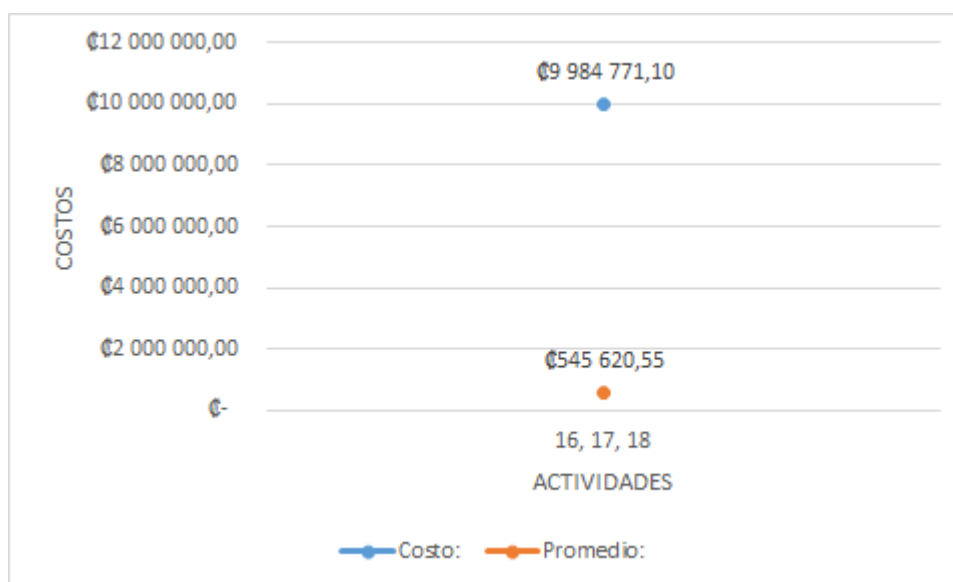 ₡12 000 000,00
₡9 984 771,10
₡10 000 000,00
₡8 000 000,00
₡6 000 000,00
COSTOS
₡4 000 000,00
₡2 000 000,00
₡545 620,55
₡-
16, 17, 18
ACTIVIDADES
Costo: Promedio: